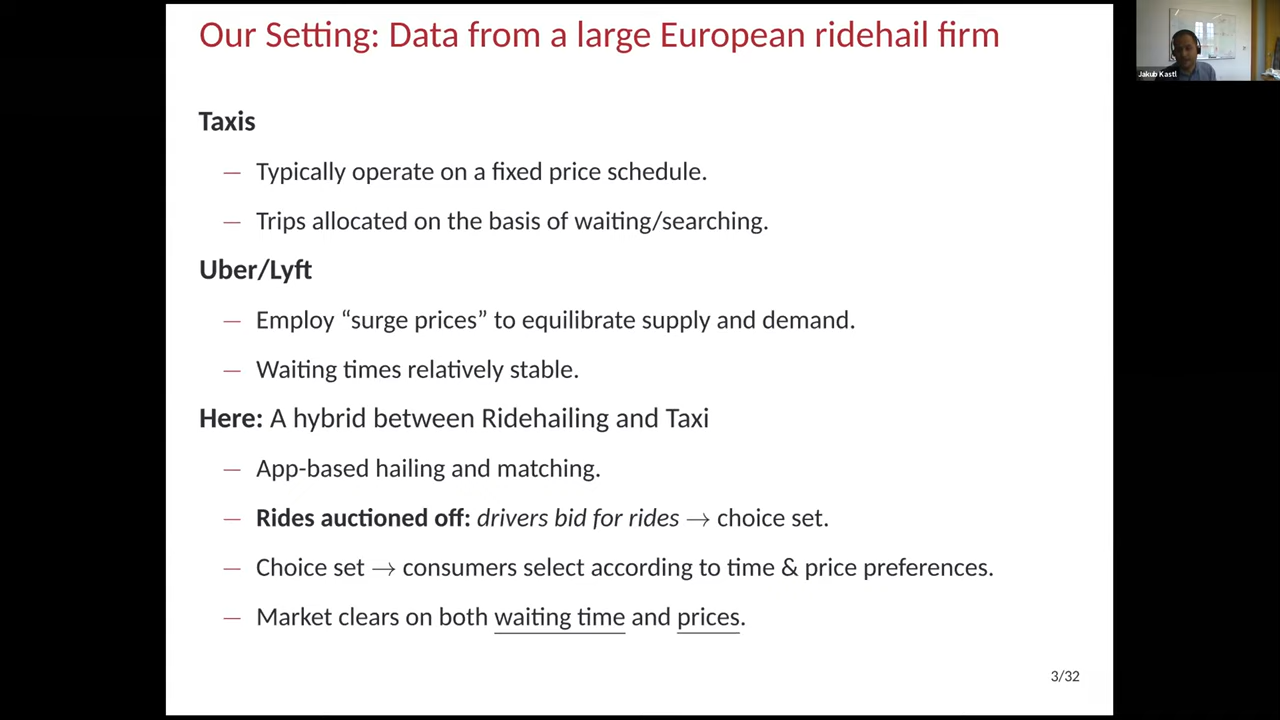 Our Setting: Data from a large European ridehail firm
Jakub Kastl
Taxis
— Typically operate on a fixed price schedule.
— Trips allocated on the basis of waiting/searching.
Uber/Lyft
— Employ “surge prices” to equilibrate supply and demand.
— Waiting times relatively stable.
Here: A hybrid between Ridehailing and Taxi
— App-based hailing and matching.
— Rides auctioned off: drivers bid for rides → choice set.
— Choice set → consumers select according to time & price preferences.
— Market clears on both waiting time and prices.
3/32